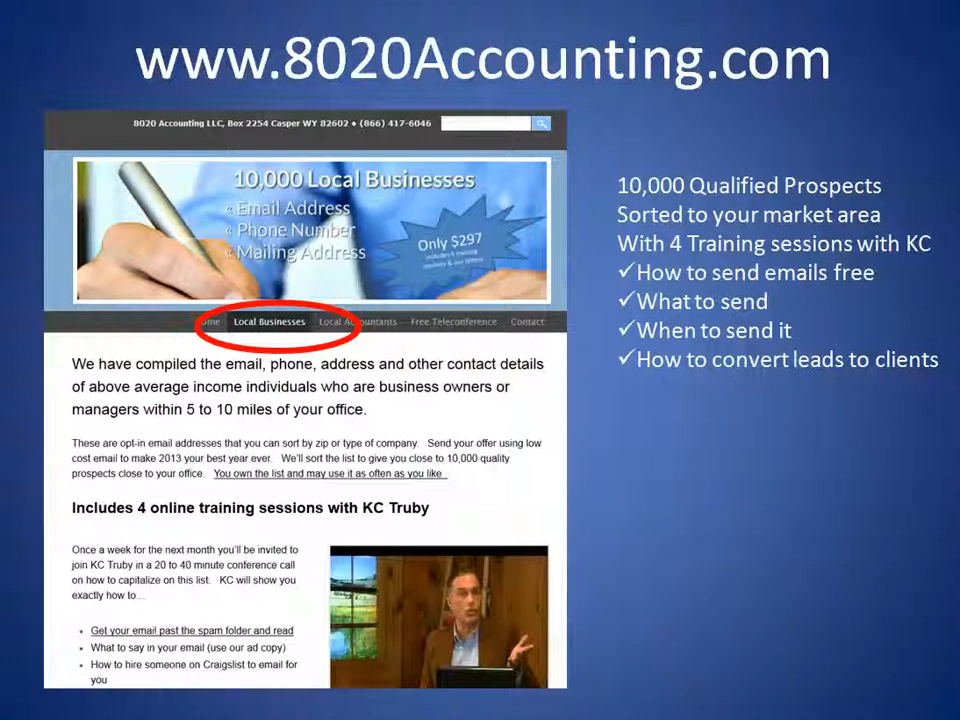 www.8020Accounting.com
8020 Accounting LLC, Box 2254 Casper WY 82602 • (866) 417-6046
10,000 Local Businesses
« Email Address
« Phone Number
« Mailing Address
Only $297
includes 4 training
Home Local Businesses Local Accountants Free Teleconference Contact
We have compiled the email, phone, address and other contact details
of above average income individuals who are business owners or
managers within 5 to 10 miles of your office.
These are opt-in email addresses that you can sort by zip or type of company. Send your offer using low
cost email to make 2013 your best year ever. We'll sort the list to give you close to 10,000 quality
prospects close to your office. You own the list and may use it as often as you like
Includes 4 online training sessions with KC Truby
Once a week for the next month you'll be invited to
join KC Truby in a 20 to 40 minute conference call
on how to capitalize on this list. KC will show you
exactly how to...
• Get your email past the spam folder and read
• What to say in your email (use our ad copy)
• How to hire someone on Craigslist to email for
you
10,000 Qualified Prospects
Sorted to your market area
With 4 Training sessions with KC
✓How to send emails free
✓What to send
✓When to send it
✓How to convert leads to clients